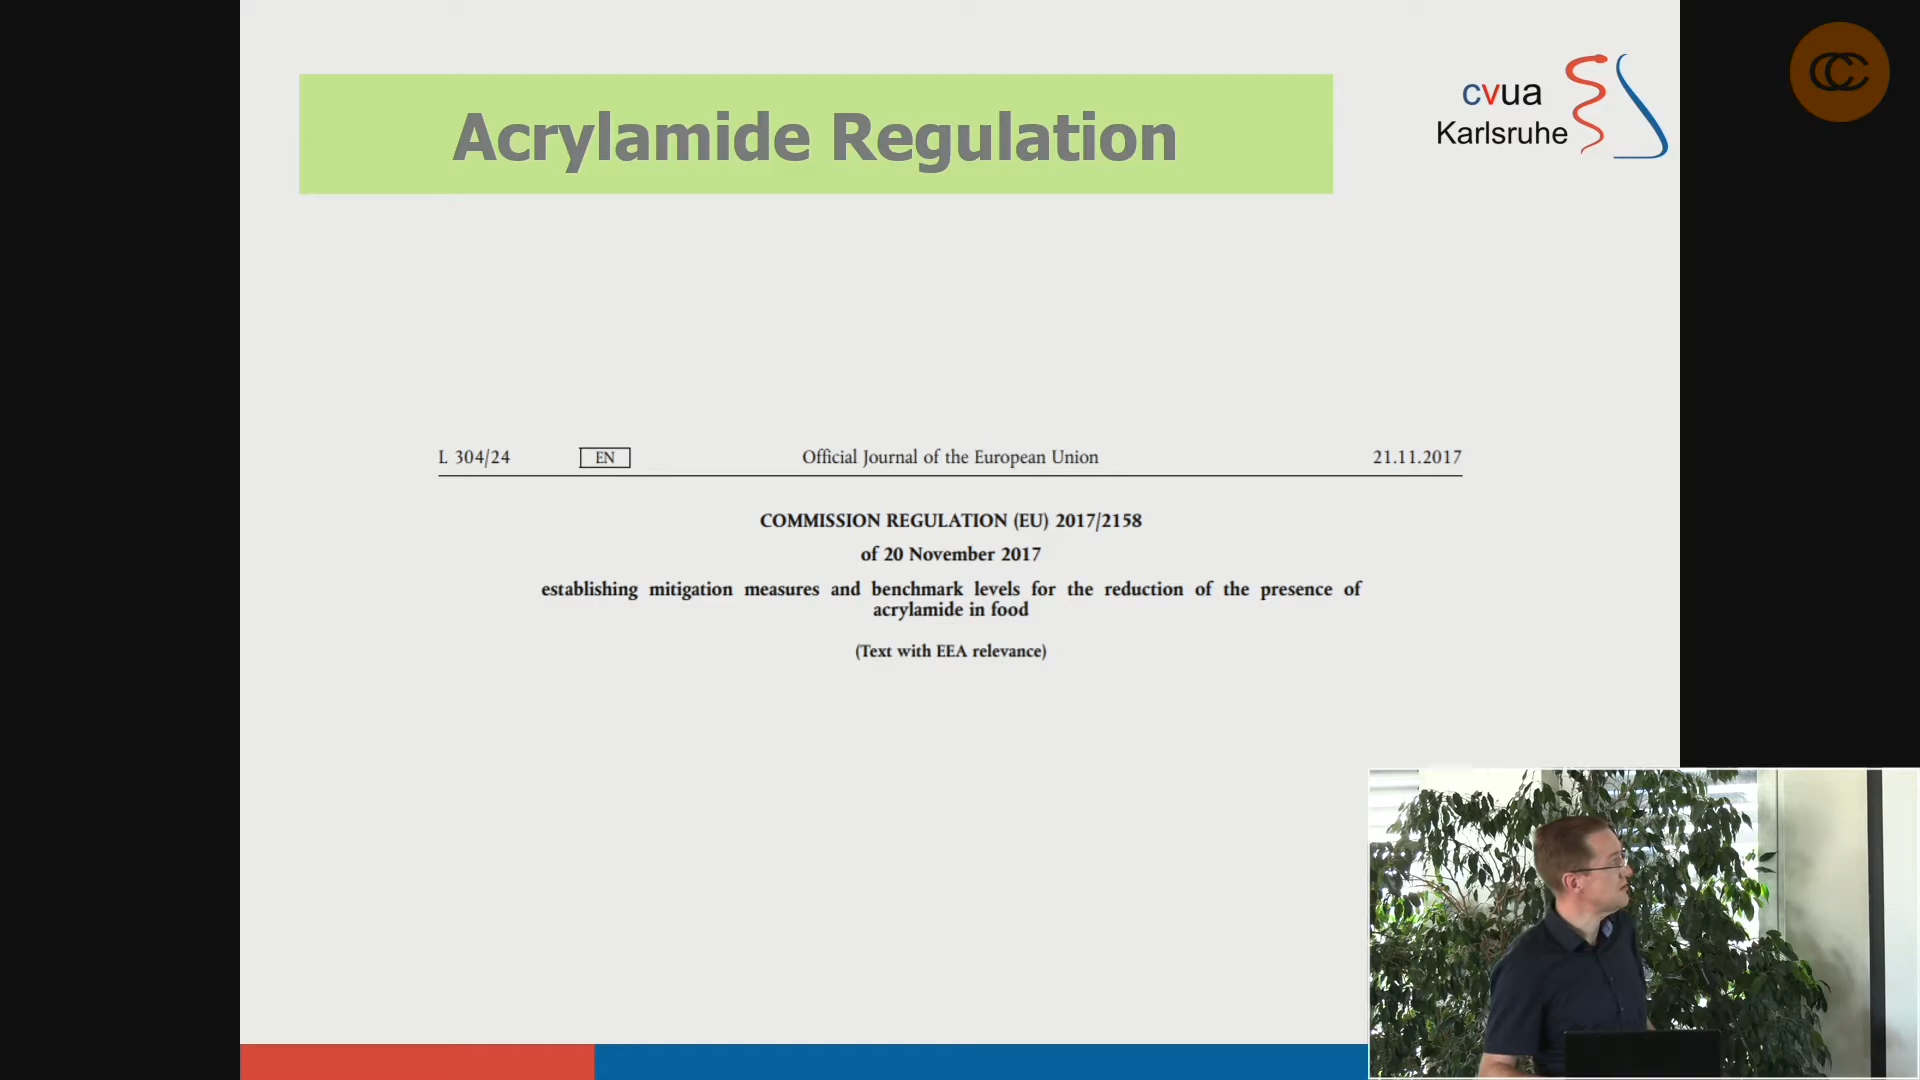 Acrylamide Regulation
cvua
Karlsruhe
CC
L 304/24 EN Official Journal of the European Union 21.11.2017
COMMISSION REGULATION (EU) 2017/2158
of 20 November 2017
establishing mitigation measures and benchmark levels for the reduction of the presence of
acrylamide in food
(Text with EEA relevance)